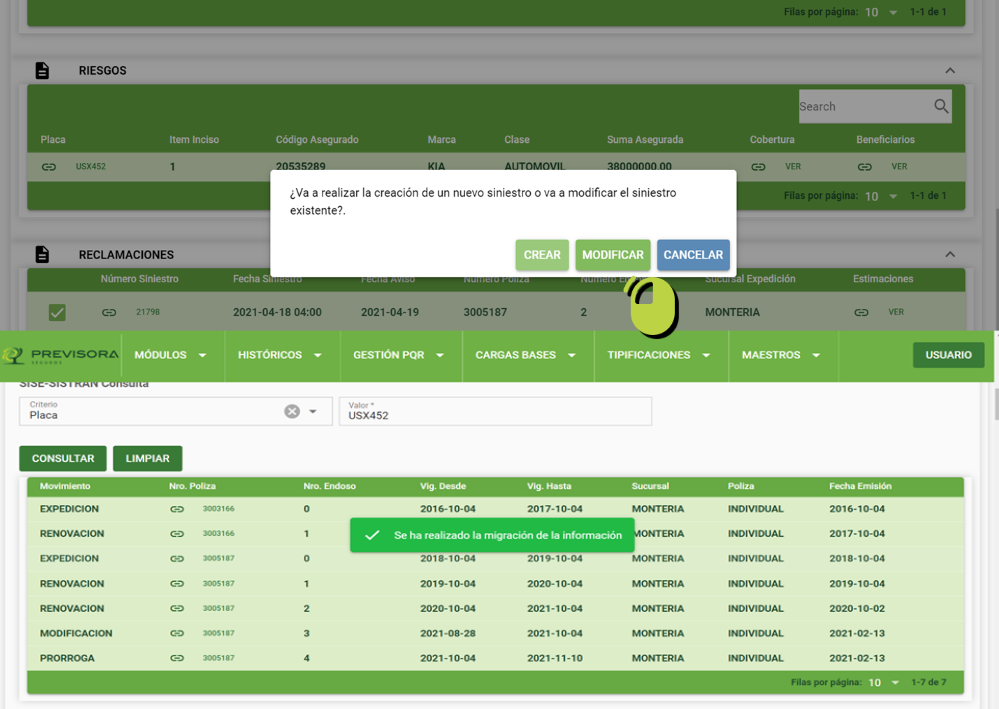 Filas por página: 10 1-1 de 1
RIESGOS
Search
Placa Item Inciso Código Asegurado Marca Clase Suma Asegurada Cobertura Beneficiarios
USX452 1 20535289 KIA AUTOMOVIL 38000000.00 VER VER
Filas por página: 10 1-1 de 1
¿Va a realizar la creación de un nuevo siniestro o va a modificar el siniestro
existente?.
CREAR MODIFICAR CANCELAR
RECLAMACIONES
Número Siniestro Fecha Siniestro Fecha Aviso Número Poliza Número Sucursal Expedición Estimaciones
21798 2021-04-18 04:00 2021-04-19 3005187 2 MONTERIA VER
PREVISORA MÓDULOS HISTÓRICOS GESTIÓN PQR CARGAS BASES TIPIFICACIONES MAESTROS USUARIO
SEGUROS
SISE-SISTRAN Consulta
Criterio Valor *
Placa USX452
CONSULTAR LIMPIAR
Movimiento Nro. Poliza Nro. Endoso Vig. Desde Vig. Hasta Sucursal Poliza Fecha Emisión
EXPEDICION 3003166 0 2016-10-04 2017-10-04 MONTERIA INDIVIDUAL 2016-10-04
RENOVACION 3003166 1 MONTERIA INDIVIDUAL 2017-10-04
Se ha realizado la migración de la información
EXPEDICION 3005187 0 2018-10-04 2019-10-04 MONTERIA INDIVIDUAL 2018-10-04
RENOVACION 3005187 1 2019-10-04 2020-10-04 MONTERIA INDIVIDUAL 2019-10-04
RENOVACION 3005187 2 2020-10-04 2021-10-04 MONTERIA INDIVIDUAL 2020-10-02
MODIFICACION 3005187 3 2021-08-28 2021-10-04 MONTERIA INDIVIDUAL 2021-02-13
PRORROGA 3005187 4 2021-10-04 2021-11-10 MONTERIA INDIVIDUAL 2021-02-13
Filas por página: 10 1-7 de 7